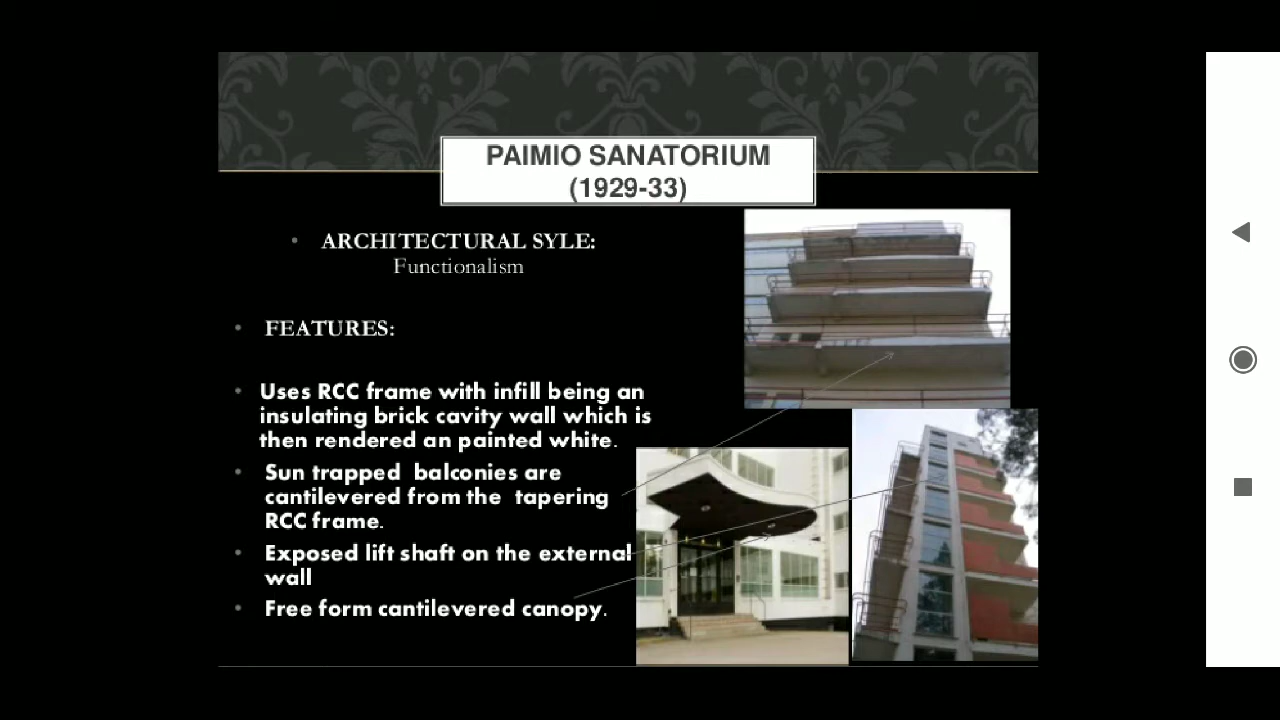 PAIMIO SANATORIUM
(1929-33)
• ARCHITECTURAL SYLE:
Functionalism
• FEATURES:
• Uses RCC frame with infill being an
insulating brick cavity wall which is
then rendered an painted white.
• Sun trapped balconies are
cantilevered from the tapering
RCC frame.
• Exposed lift shaft on the external
wall
• Free form cantilevered canopy.